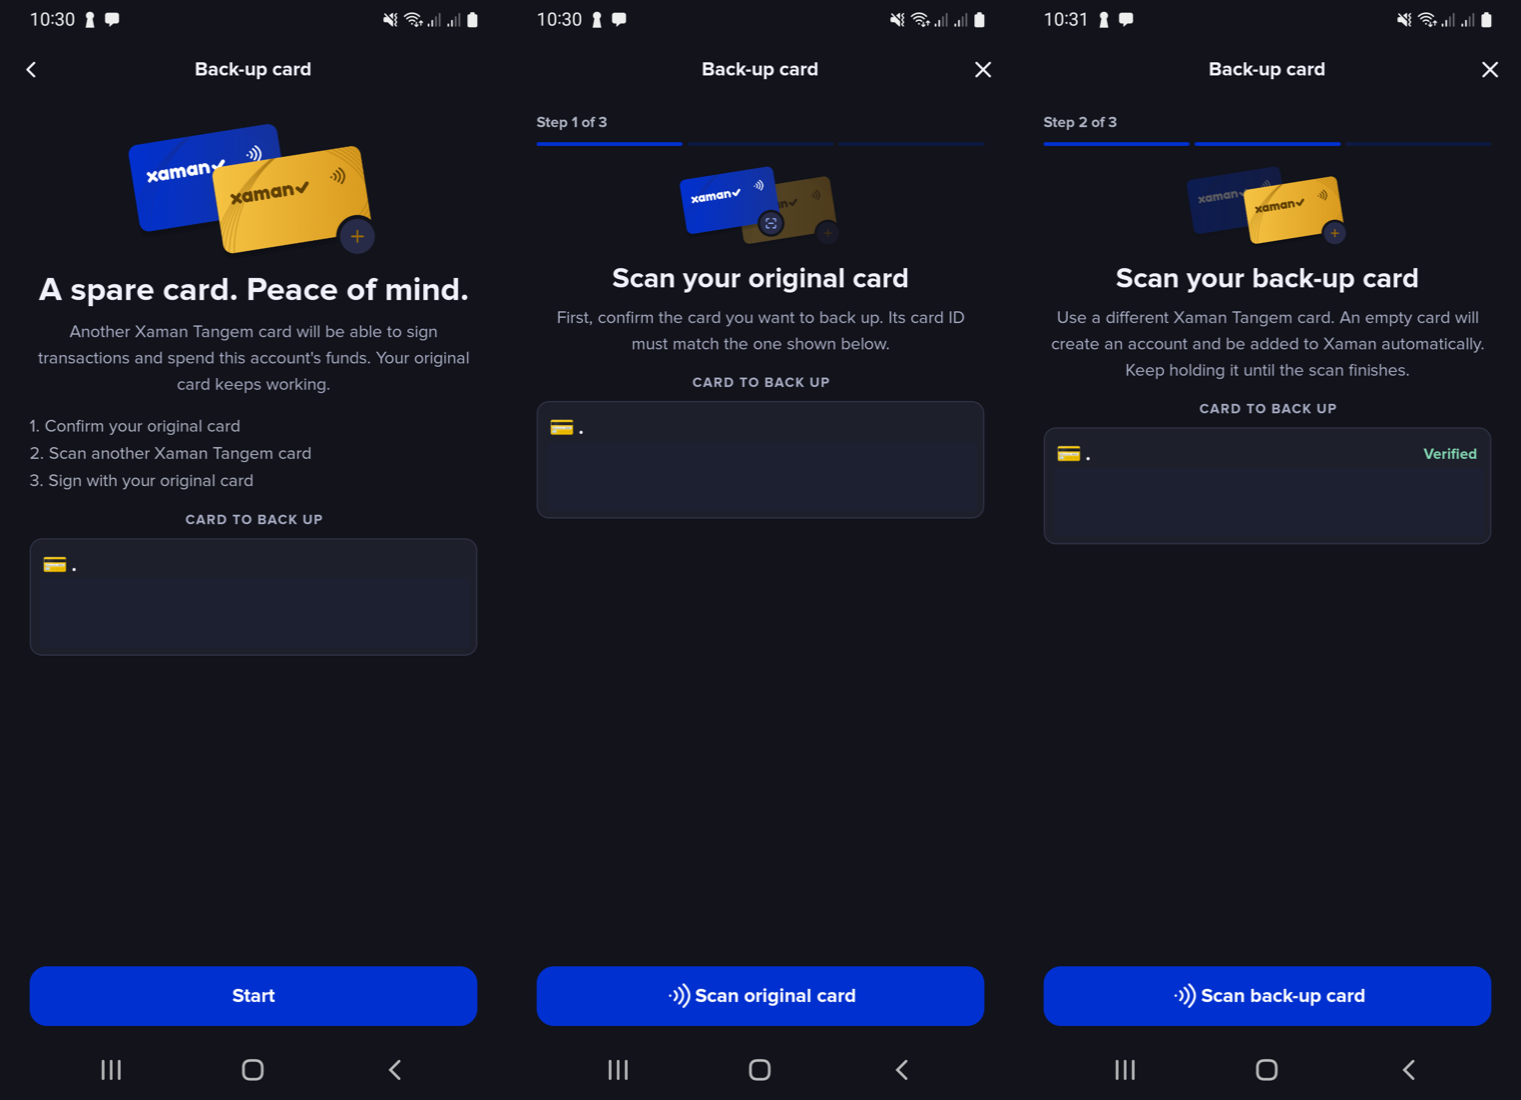 10:30
Back-up card
xaman
xaman
A spare card. Peace of mind.
Another Xaman Tangem card will be able to sign
transactions and spend this account's funds. Your original
card keeps working.
1. Confirm your original card
2. Scan another Xaman Tangem card
3. Sign with your original card
CARD TO BACK UP
.
Start
10:30
Back-up card
Step 1 of 3
xaman
Scan your original card
First, confirm the card you want to back up. Its card ID
must match the one shown below.
CARD TO BACK UP
.
Scan original card
10:31
Back-up card
Step 2 of 3
xaman
xaman
Scan your back-up card
Use a different Xaman Tangem card. An empty card will
create an account and be added to Xaman automatically.
Keep holding it until the scan finishes.
CARD TO BACK UP
. Verified
Scan back-up card